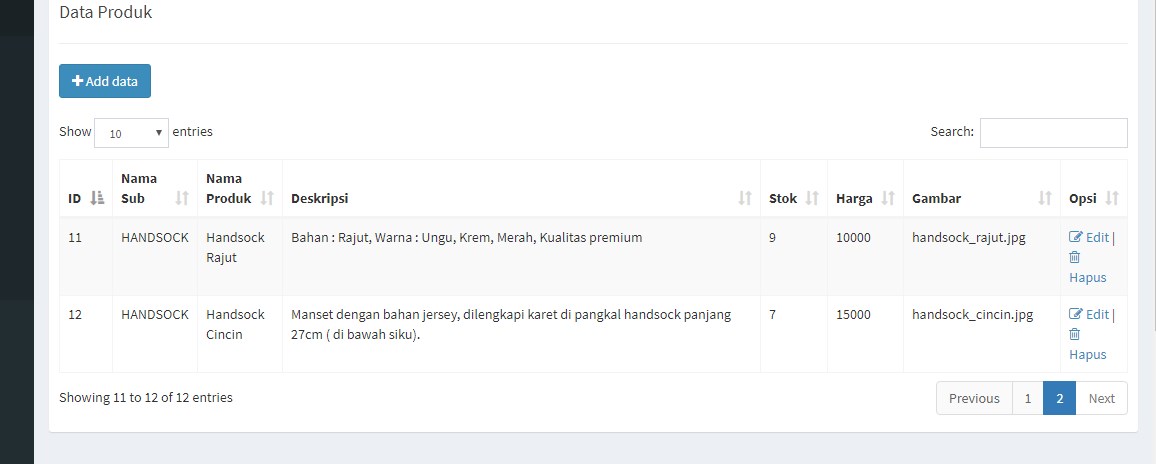 Data Produk
Add data
Show 10 entries Search:
ID Nama Sub Nama Produk Deskripsi Stok Harga Gambar Opsi
11 HANDSOCK Handsock Rajut Bahan : Rajut, Warna : Ungu, Krem, Merah, Kualitas premium 9 10000 handsock_rajut.jpg Edit |
Hapus
12 HANDSOCK Handsock Cincin Manset dengan bahan jersey, dilengkapi karet di pangkal handsock panjang
27cm ( di bawah siku). 7 15000 handsock_cincin.jpg Edit |
Hapus
Showing 11 to 12 of 12 entries Previous 1 2 Next